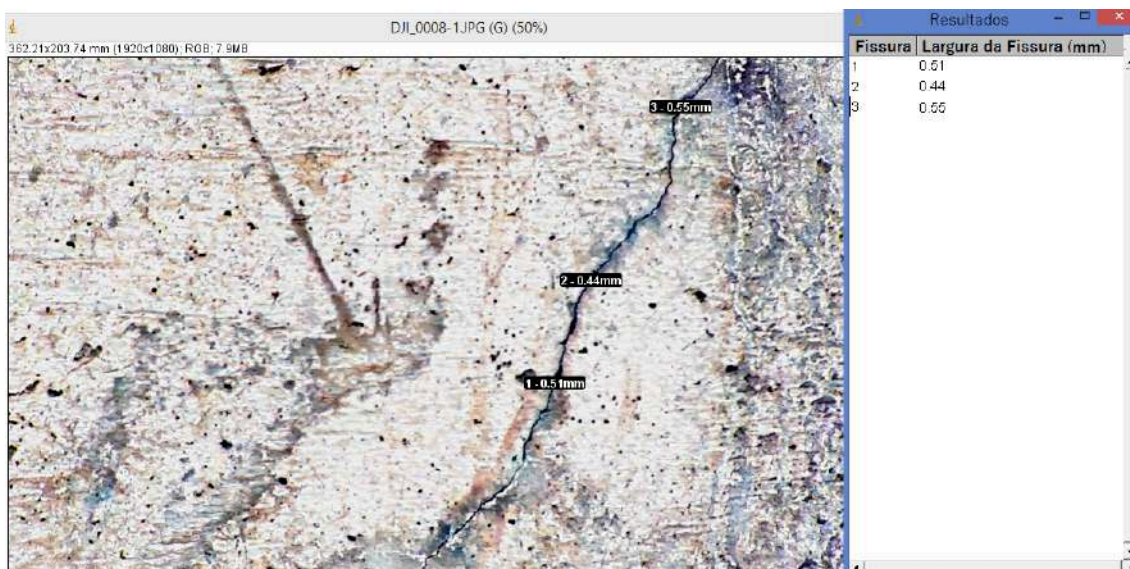 DJI_0008-1.JPG (G) (50%)
362.21x203.74 mm (1920x1080); RGB; 7.9MB
3 - 0.55mm
2 - 0.44mm
1 - 0.51mm
Resultados
Fissura Largura da Fissura (mm)
1 0.51
2 0.44
3 0.55